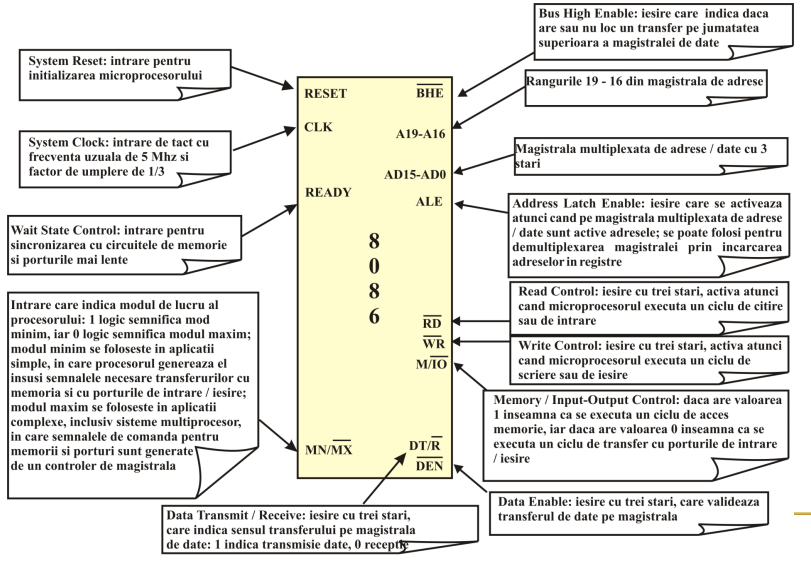 Bus High Enable: iesire care indica daca
are sau nu loc un transfer pe jumatatea
superioara a magistralei de date
System Reset: intrare pentru
initializarea microprocesorului
Rangurile 19 - 16 din magistrala de adrese
System Clock: intrare de tact cu
frecventa uzuala de 5 Mhz si
factor de umplere de 1/3
Magistrala multiplexata de adrese / date cu 3
stari
Wait State Control: intrare pentru
sincronizarea cu circuitele de memorie
si porturile mai lente
Address Latch Enable: iesire care se activeaza
atunci cand pe magistrala multiplexata de adrese
/ date sunt active adresele; se poate folosi pentru
demultiplexarea magistralei prin incarcarea
adreselor in registre
Intrare care indica modul de lucru al
procesorului: 1 logic semnifica mod
minim, iar 0 logic semnifica modul maxim;
modul minim se foloseste in aplicatii
simple, in care procesorul genereaza el
insusi semnalele necesare transferurilor cu
memoria si cu porturile de intrare / iesire;
modul maxim se foloseste in aplicatii
complexe, inclusiv sisteme multiprocesor,
in care semnalele de comanda pentru
memorii si porturi sunt generate
de un controler de magistrala
Read Control: iesire cu trei stari, activa atunci
cand microprocesorul executa un ciclu de citire
sau de intrare
Write Control: iesire cu trei stari, activa atunci
cand microprocesorul executa un ciclu de
scriere sau de iesire
Memory / Input-Output Control: daca are valoarea
1 inseamna ca se executa un ciclu de acces
memorie, iar daca are valoarea 0 inseamna ca se
executa un ciclu de transfer cu porturile de intrare
/ iesire
Data Enable: iesire cu trei stari, care valideaza
transferul de date pe magistrala
Data Transmit / Receive: iesire cu trei stari,
care indica sensul transferului pe magistrala
de date: 1 indica transmisie date, 0 receptie
RESET
CLK
READY
MN/M̅X̅
B̅H̅E̅
A19-A16
AD15-AD0
ALE
R̅D̅
W̅R̅
M/I̅O̅
DT/R̅
D̅E̅N̅
8
0
8
6